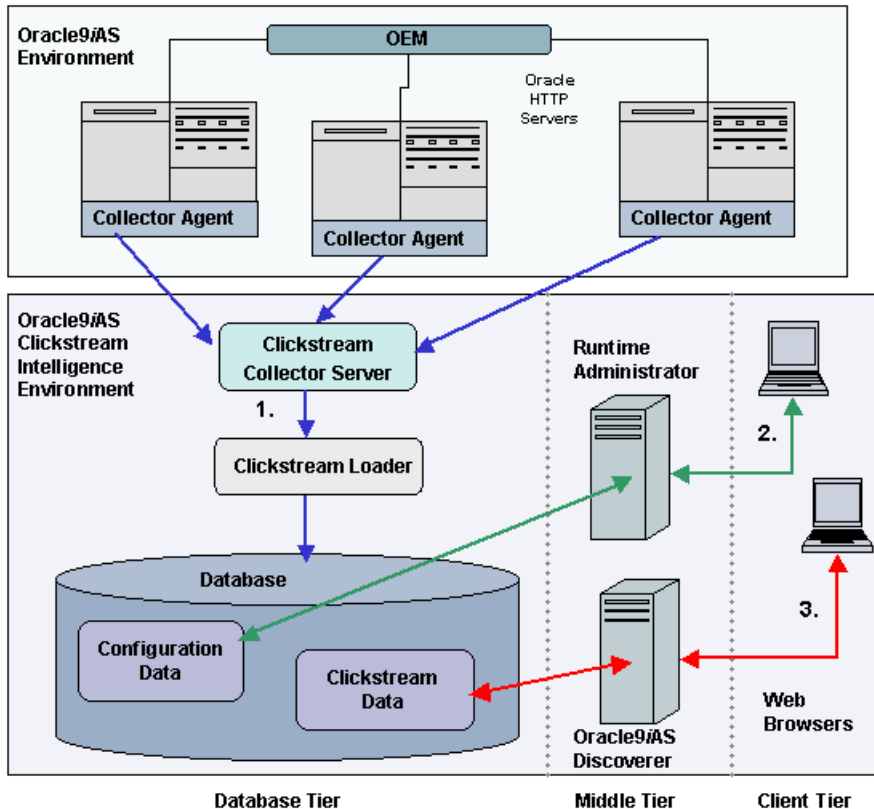 Oracle9iAS
Environment
OEM
Oracle
HTTP
Servers
Collector Agent
Collector Agent
Collector Agent
Oracle9iAS
Clickstream
Intelligence
Environment
Clickstream
Collector Server
1.
Clickstream Loader
Runtime
Administrator
2.
Database
Configuration
Data
Clickstream
Data
3.
Web
Browsers
Oracle9iAS
Discoverer
Database Tier
Middle Tier
Client Tier